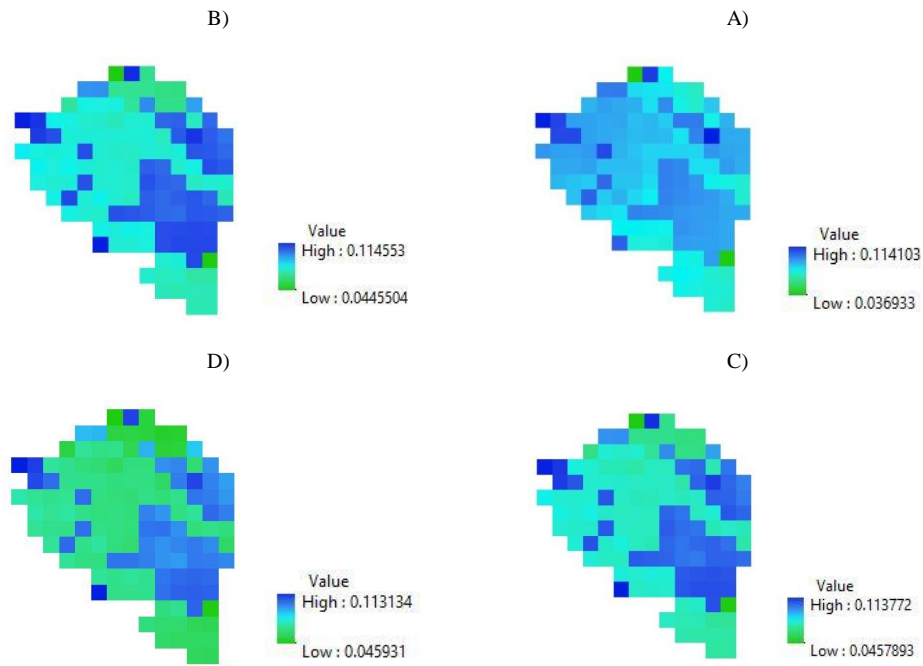 B)
A)
Value
High : 0.114553
Low : 0.0445504
Value
High : 0.114103
Low : 0.036933
D)
C)
Value
High : 0.113134
Low : 0.045931
Value
High : 0.113772
Low : 0.0457893